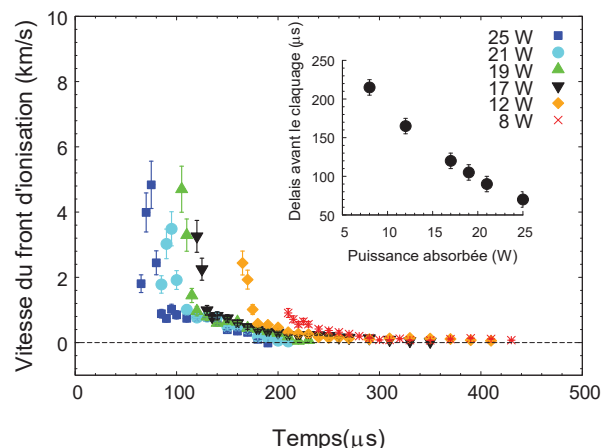 Vitesse du front d'ionisation (km/s)
10
8
6
4
2
0
0
100
200
300
400
500
Temps(µs)
Delais avant le claquage (µs)
250
200
150
100
50
5
10
15
20
25
Puissance absorbée (W)
25 W
21 W
19 W
17 W
12 W
8 W